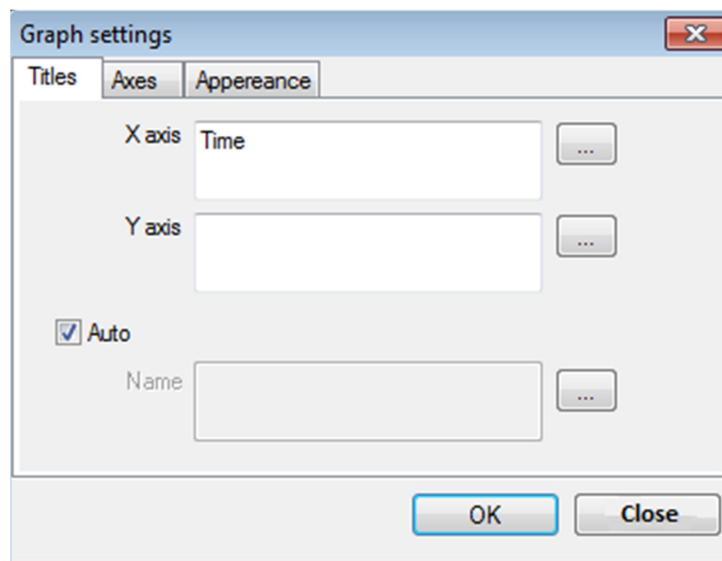 Graph settings
Titles Axes Appereance
X axis Time ...
Y axis ...
Auto
Name ...
OK Close